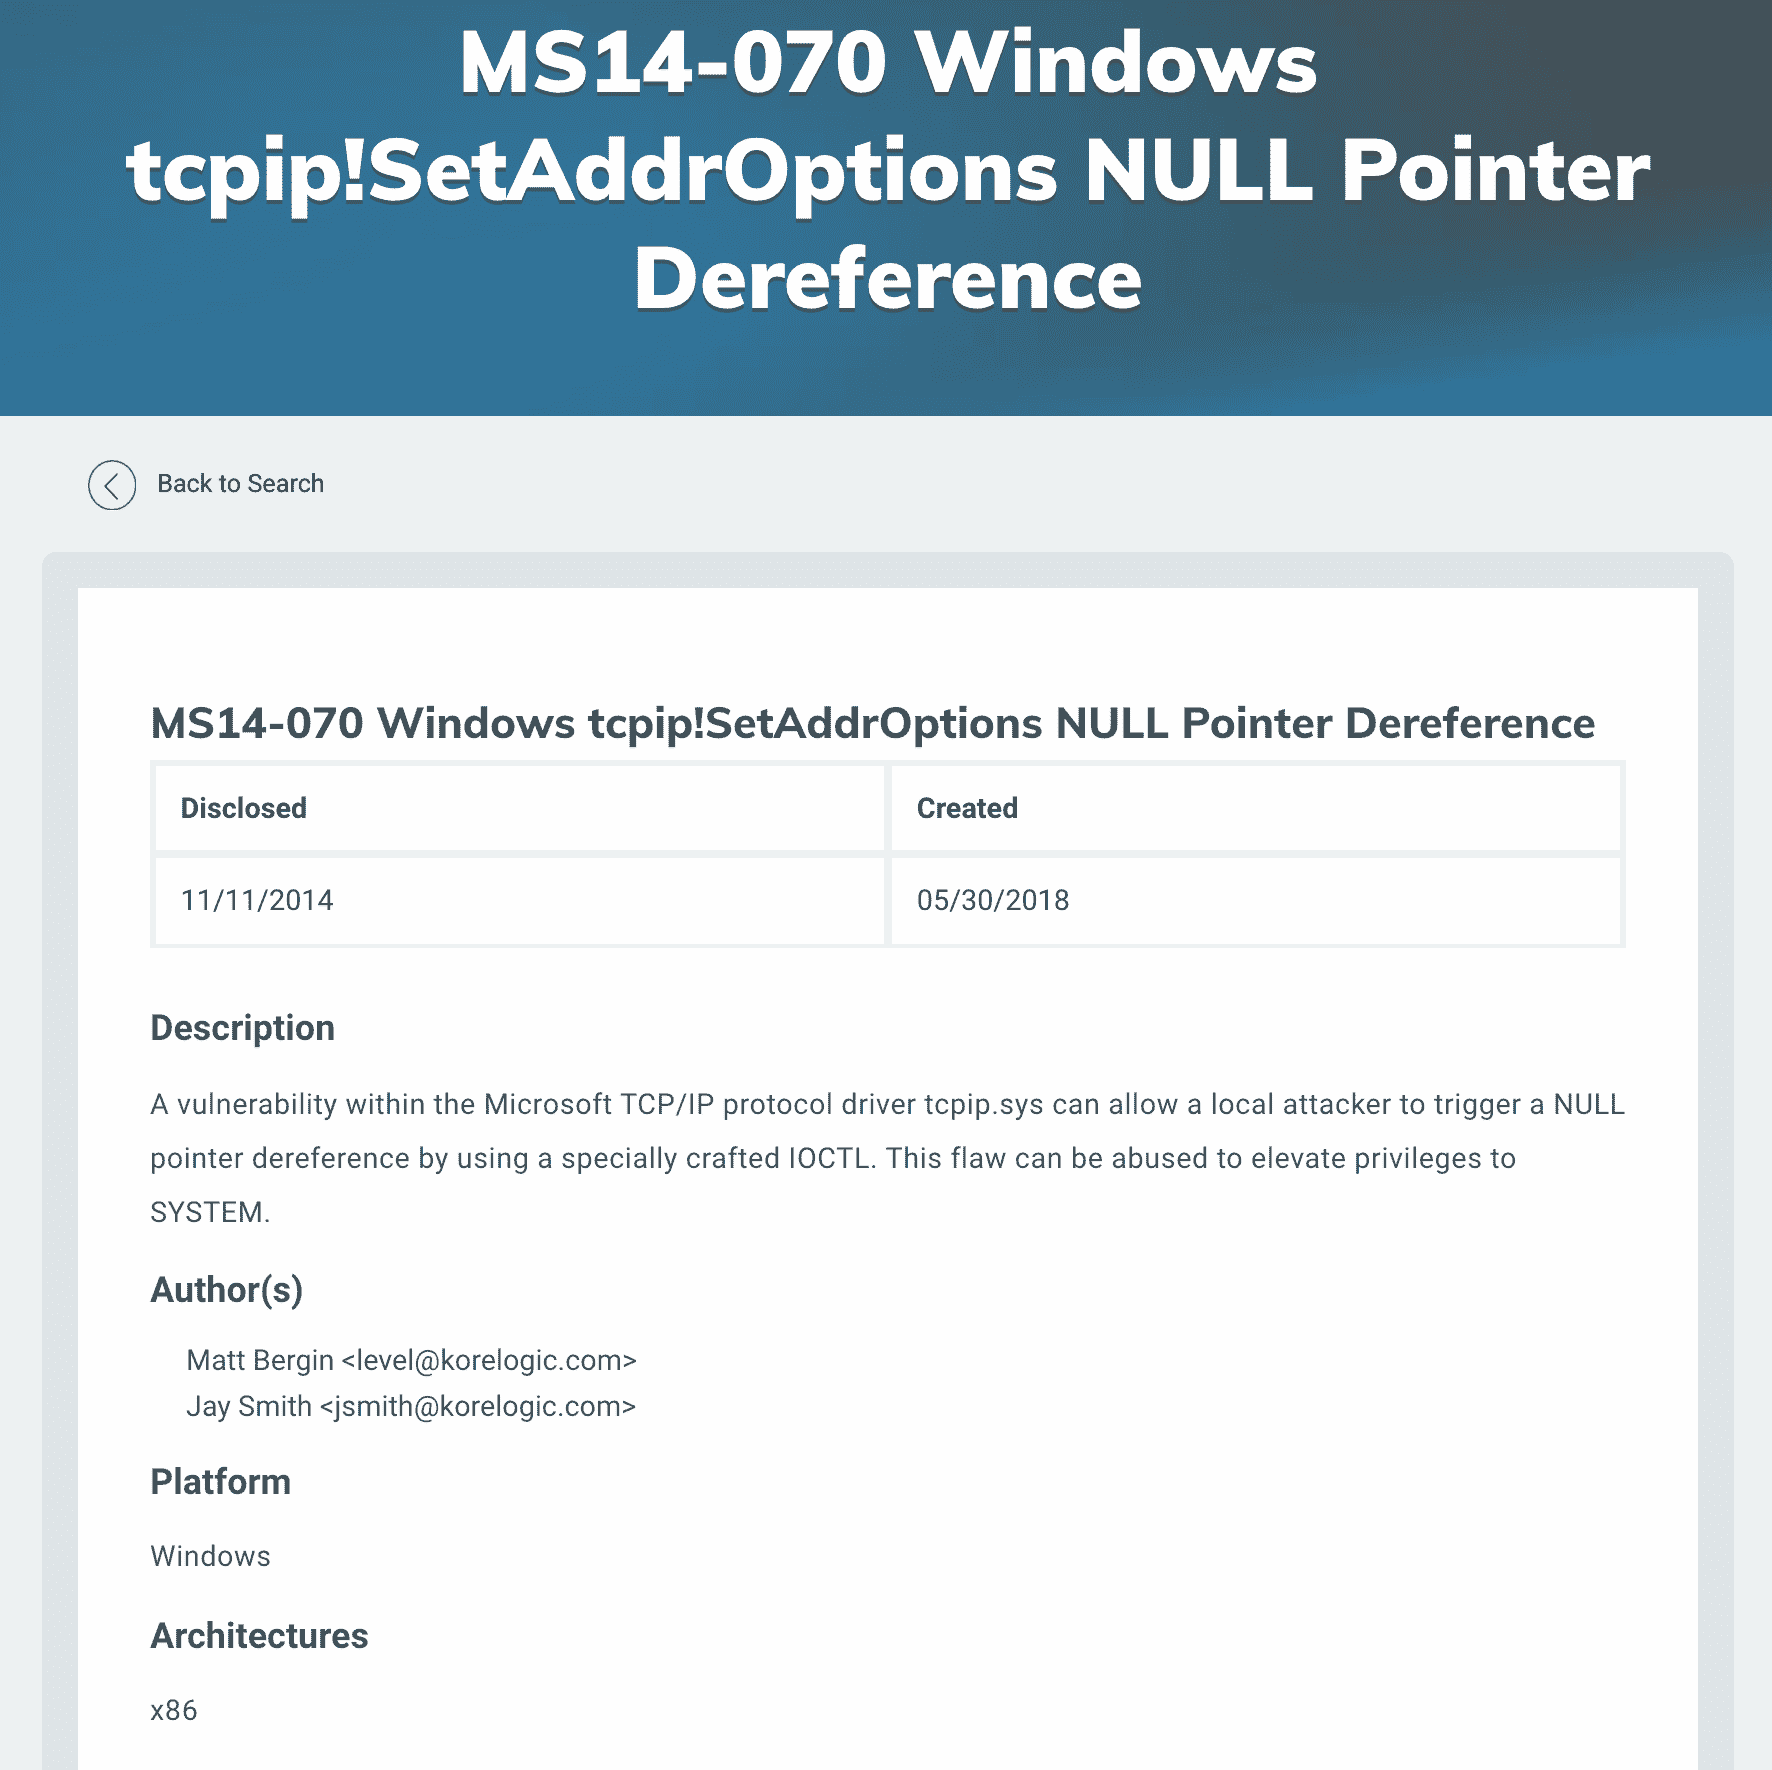 MS14-070 Windows
tcpip!SetAddrOptions NULL Pointer
Dereference
Back to Search
MS14-070 Windows tcpip!SetAddrOptions NULL Pointer Dereference
Disclosed Created
11/11/2014 05/30/2018
Description
A vulnerability within the Microsoft TCP/IP protocol driver tcpip.sys can allow a local attacker to trigger a NULL
pointer dereference by using a specially crafted IOCTL. This flaw can be abused to elevate privileges to
SYSTEM.
Author(s)
Matt Bergin <level@korelogic.com>
Jay Smith <jsmith@korelogic.com>
Platform
Windows
Architectures
x86